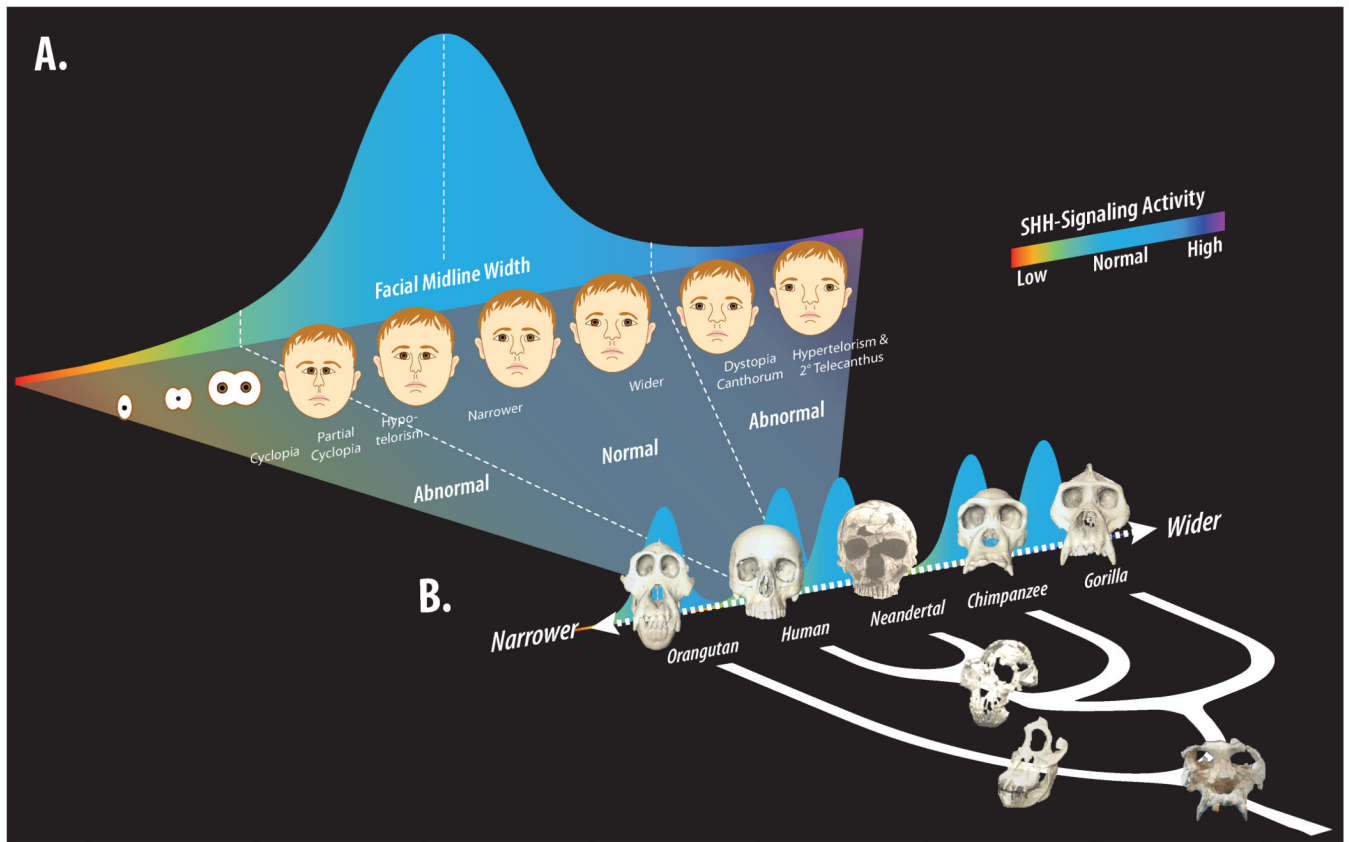 A.
SHH-Signaling Activity
Low
Normal
High
Facial Midline Width
Cyclopia
Partial
Cyclopia
Hypo-
telorism
Narrower
Wider
Dystopia
Canthorum
Hypertelorism &
2° Telecanthus
Abnormal
Normal
Abnormal
B.
Narrower
Wider
Orangutan
Human
Neandertal
Chimpanzee
Gorilla